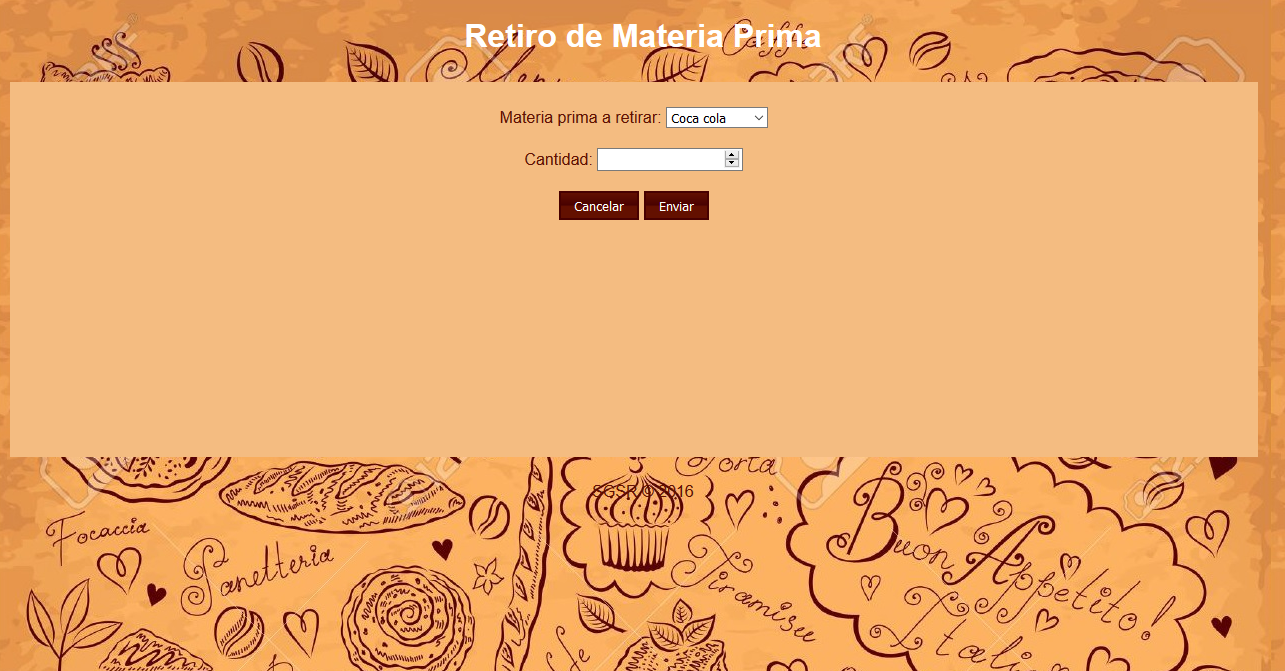 Retiro de Materia Prima
Caffe
Materia prima a retirar: Coca cola
Cantidad:
Cancelar Enviar
Torta
SGSR © 2016
Focaccia
Panetteria
Tiramisu
Buon Appetito!